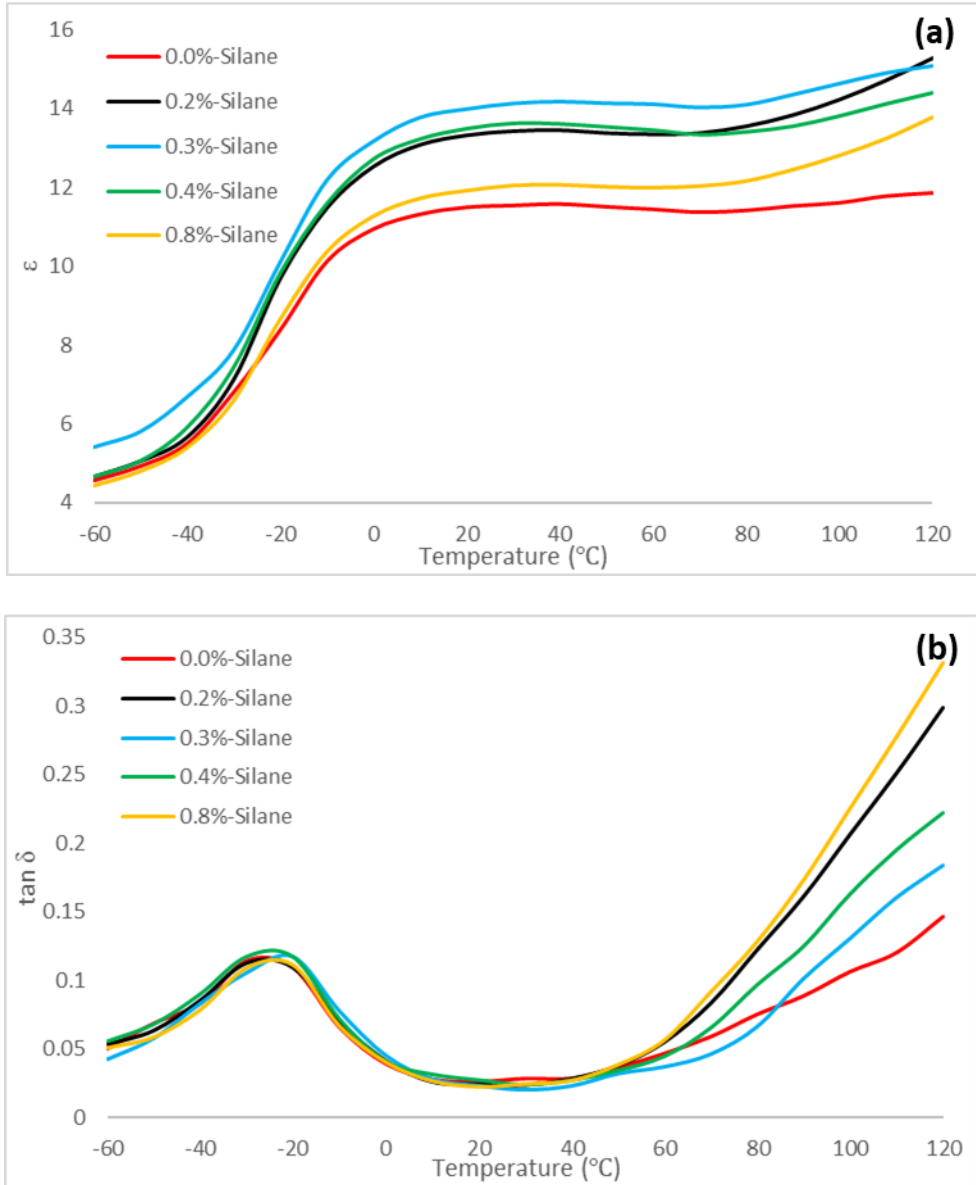 (a)
16
14
12
10
8
6
4
ε
0.0%-Silane
0.2%-Silane
0.3%-Silane
0.4%-Silane
0.8%-Silane
-60 -40 -20 0 20 40 60 80 100 120
Temperature (°C)
(b)
0.35
0.3
0.25
0.2
0.15
0.1
0.05
0
tan δ
0.0%-Silane
0.2%-Silane
0.3%-Silane
0.4%-Silane
0.8%-Silane
-60 -40 -20 0 20 40 60 80 100 120
Temperature (°C)